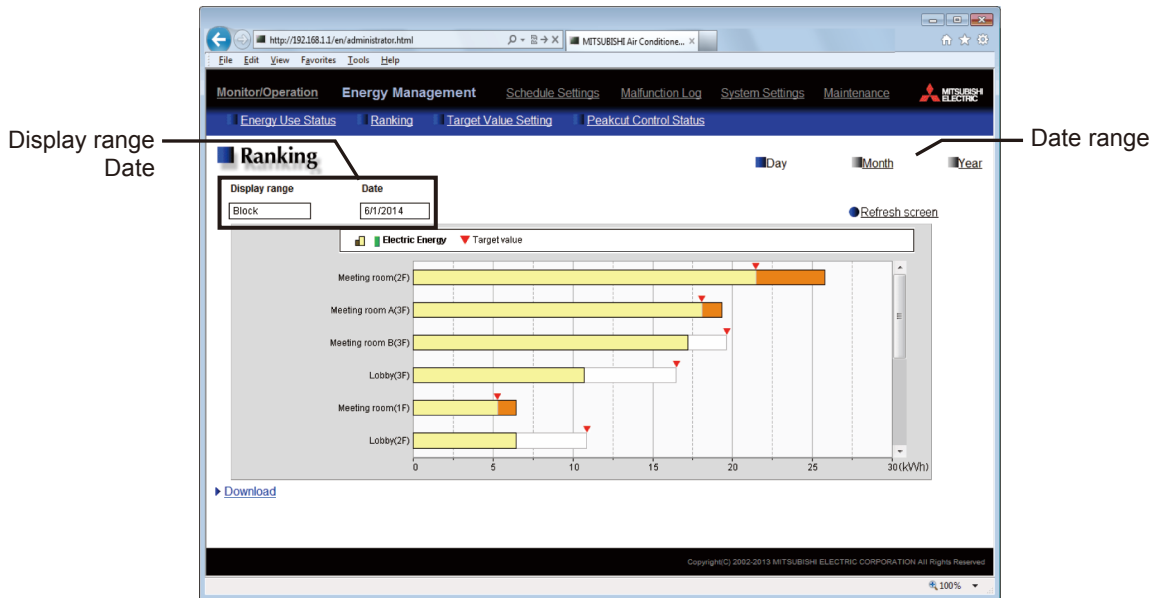 http://192.168.1.1/en/administrator.html
MITSUBISHI Air Conditione...
File Edit View Favorites Tools Help
Monitor/Operation Energy Management Schedule Settings Malfunction Log System Settings Maintenance MITSUBISHI ELECTRIC
Energy Use Status Ranking Target Value Setting Peakcut Control Status
Display range
Date
Date range
Ranking
Day Month Year
Display range Date
Block 6/1/2014
Refresh screen
Electric Energy Target value
Meeting room(2F)
Meeting room A(3F)
Meeting room B(3F)
Lobby(3F)
Meeting room(1F)
Lobby(2F)
0 5 10 15 20 25 30 (kWh)
Download
Copyright(C) 2002-2013 MITSUBISHI ELECTRIC CORPORATION All Rights Reserved
100%